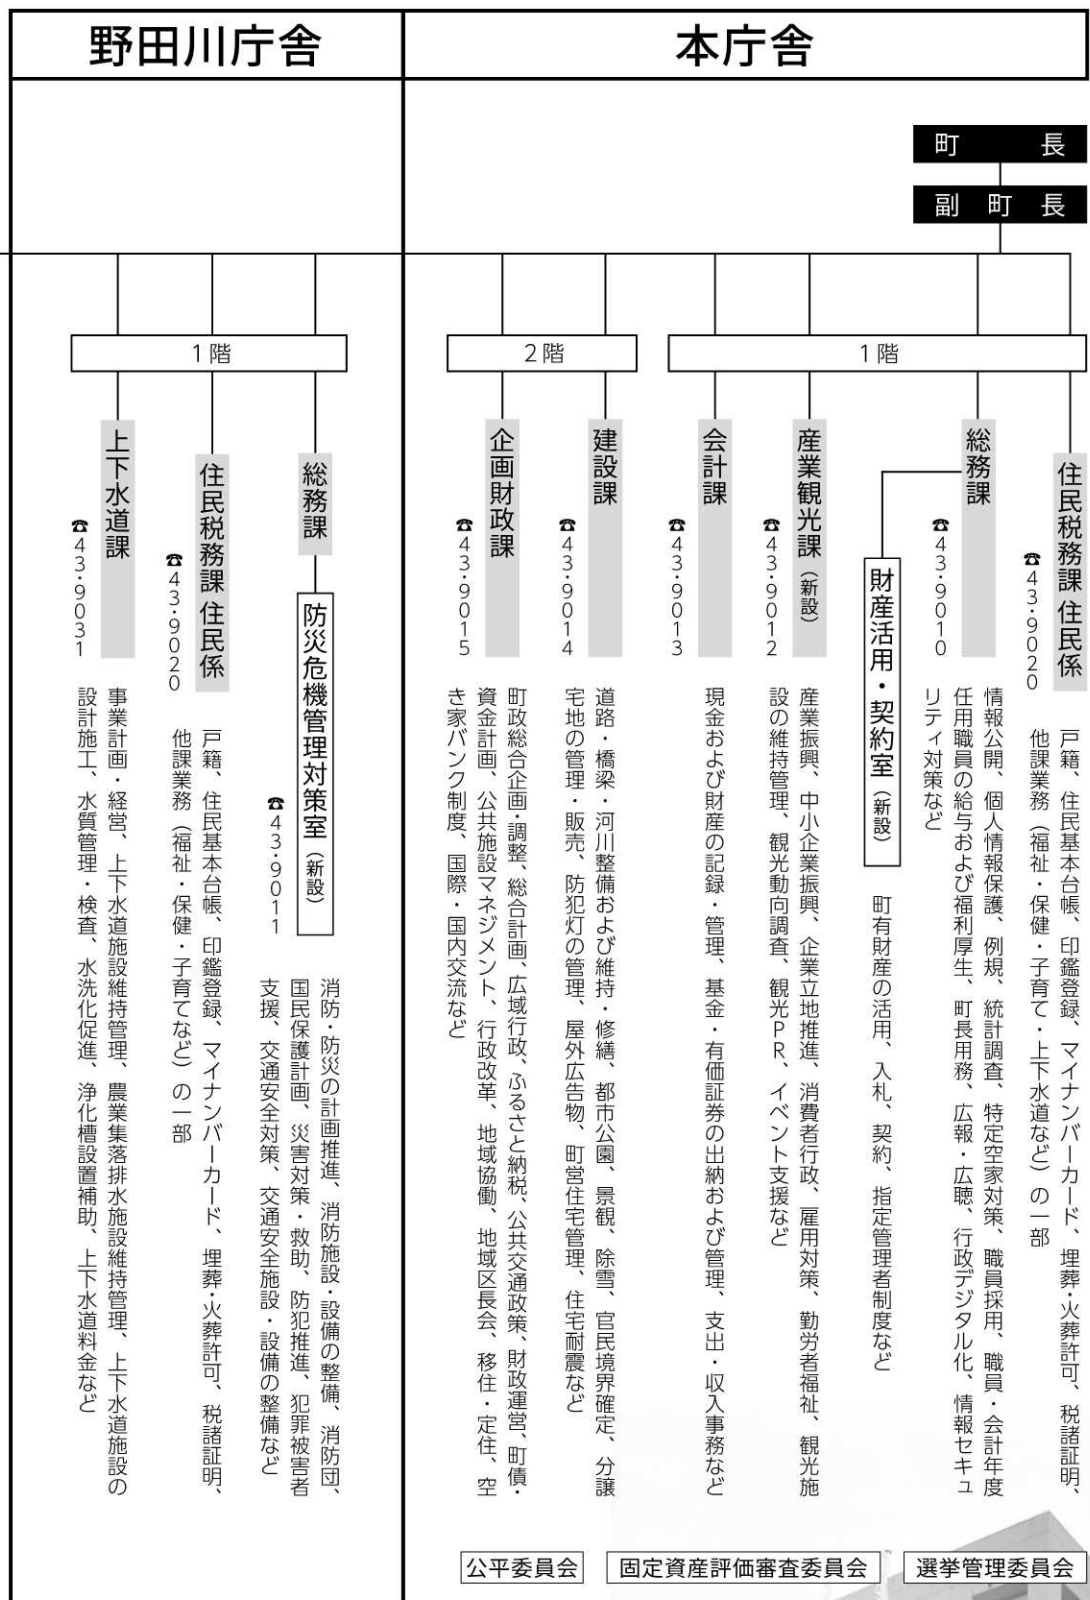 本庁舎
町長
副町長
1階
住民税務課 住民係
☎43・9020
戸籍、住民基本台帳、印鑑登録、マイナンバーカード、埋葬・火葬許可、税諸証明、
他課業務（福祉・保健・子育て・上下水道など）の一部
総務課
☎43・9010
情報公開、個人情報保護、例規、統計調査、特定空家対策、職員採用、職員・会計年度
任用職員の給与および福利厚生、町長用務、広報・広聴、行政デジタル化、情報セキュ
リティ対策など
財産活用・契約室（新設）
町有財産の活用、入札、契約、指定管理者制度など
産業観光課（新設）
☎43・9012
産業振興、中小企業振興、企業立地推進、消費者行政、雇用対策、勤労者福祉、観光施
設の維持管理、観光動向調査、観光PR、イベント支援など
会計課
☎43・9013
現金および財産の記録・管理、基金・有価証券の出納および管理、支出・収入事務など
2階
建設課
☎43・9014
道路・橋梁・河川整備および維持・修繕、都市公園、景観、除雪、官民境界確定、分譲
宅地の管理・販売、防犯灯の管理、屋外広告物、町営住宅管理、住宅耐震など
企画財政課
☎43・9015
町政総合企画・調整、総合計画、広域行政、ふるさと納税、公共交通政策、財政運営、町債・
資金計画、公共施設マネジメント、行政改革、地域協働、地域区長会、移住・定住、空
き家バンク制度、国際・国内交流など
野田川庁舎
1階
総務課
防災危機管理対策室（新設）
☎43・9011
消防・防災の計画推進、消防施設・設備の整備、消防団、
国民保護計画、災害対策・救助、防犯推進、犯罪被害者
支援、交通安全対策、交通安全施設・設備の整備など
住民税務課 住民係
☎43・9020
戸籍、住民基本台帳、印鑑登録、マイナンバーカード、埋葬・火葬許可、税諸証明、
他課業務（福祉・保健・子育てなど）の一部
上下水道課
☎43・9031
事業計画・経営、上下水道施設維持管理、農業集落排水施設維持管理、上下水道施設の
設計施工、水質管理・検査、水洗化促進、浄化槽設置補助、上下水道料金など
選挙管理委員会
固定資産評価審査委員会
公平委員会